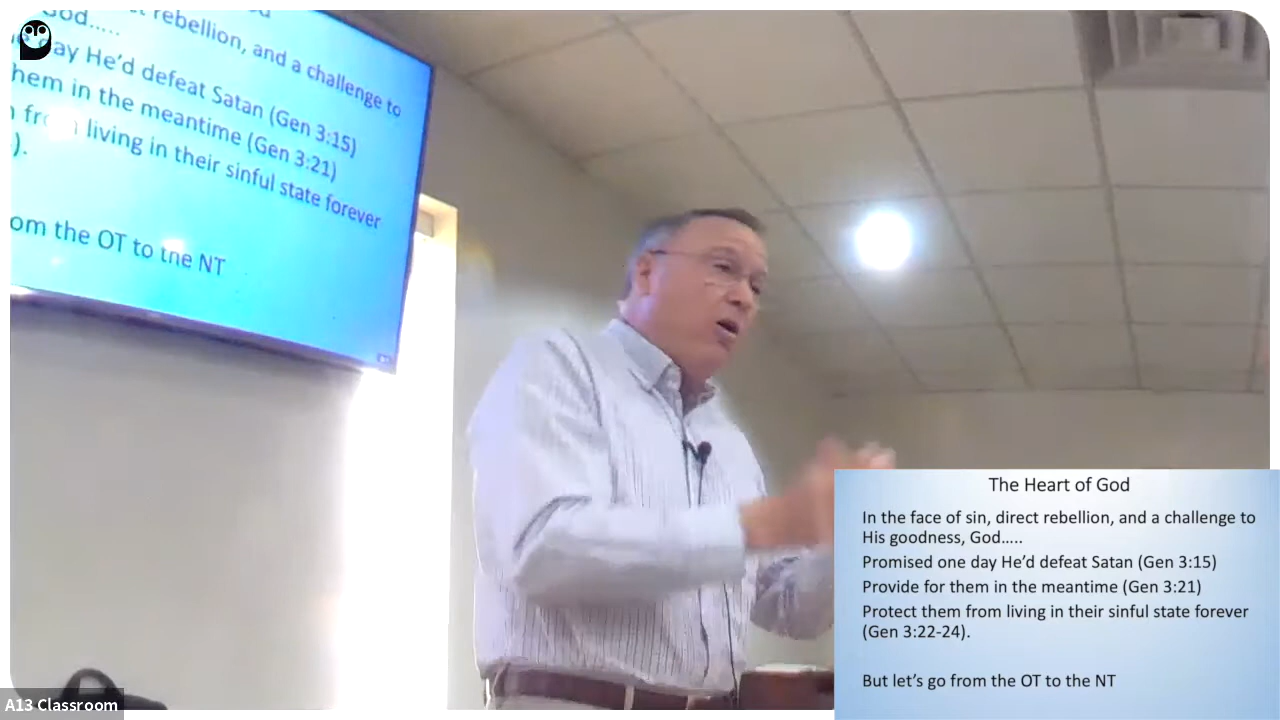 God.....
rebellion, and a challenge to
day He'd defeat Satan (Gen 3:15)
them in the meantime (Gen 3:21)
from living in their sinful state forever
).
from the OT to the NT
The Heart of God
In the face of sin, direct rebellion, and a challenge to
His goodness, God.....
Promised one day He'd defeat Satan (Gen 3:15)
Provide for them in the meantime (Gen 3:21)
Protect them from living in their sinful state forever
(Gen 3:22-24).
But let's go from the OT to the NT
A13 Classroom